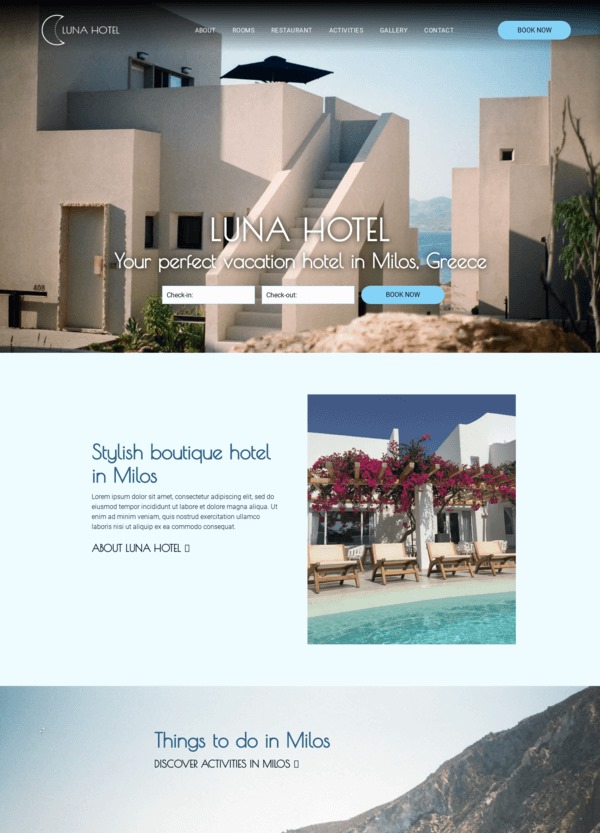 LUNA HOTEL
ABOUT ROOMS RESTAURANT ACTIVITIES GALLERY CONTACT
BOOK NOW
408
LUNA HOTEL
Your perfect vacation hotel in Milos, Greece
Check-in: Check-out: BOOK NOW
Stylish boutique hotel
in Milos
Lorem ipsum dolor sit amet, consectetur adipiscing elit, sed do
eiusmod tempor incididunt ut labore et dolore magna aliqua. Ut
enim ad minim veniam, quis nostrud exercitation ullamco
laboris nisi ut aliquip ex ea commodo consequat.
ABOUT LUNA HOTEL
Things to do in Milos
DISCOVER ACTIVITIES IN MILOS